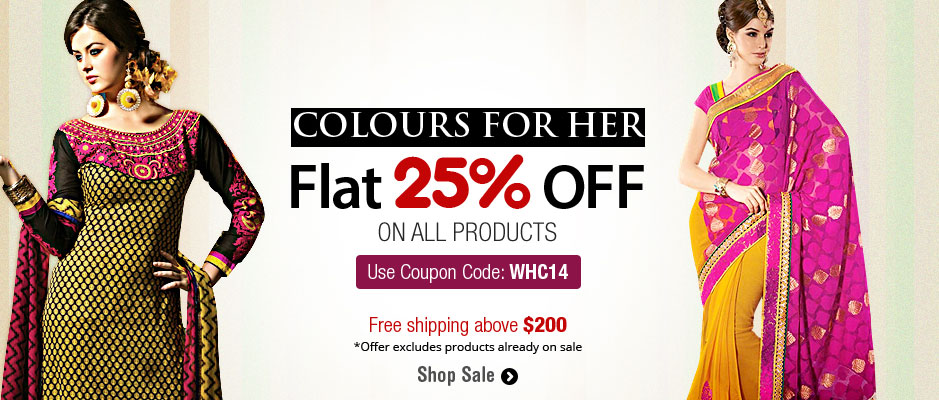 COLOURS FOR HER
Flat 25% OFF
ON ALL PRODUCTS
Use Coupon Code: WHC14
Free shipping above $200
*Offer excludes products already on sale
Shop Sale